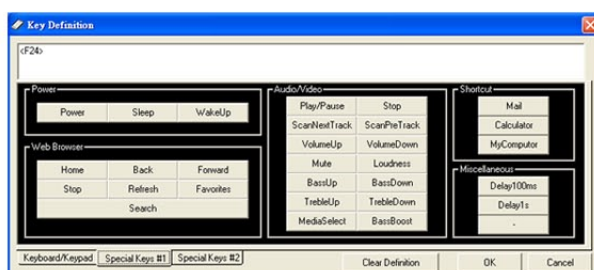 Key Definition
<F24>
Power
Power Sleep WakeUp
Web Browser
Home Back Forward
Stop Refresh Favorites
Search
Audio/Video
Play/Pause Stop
ScanNextTrack ScanPreTrack
VolumeUp VolumeDown
Mute Loudness
BassUp BassDown
TrebleUp TrebleDown
MediaSelect BassBoost
Shortcut
Mail
Calculator
MyComputor
Miscellaneous
Delay100ms
Delay1s
-
Keyboard/Keypad Special Keys #1 Special Keys #2
Clear Definition OK Cancel